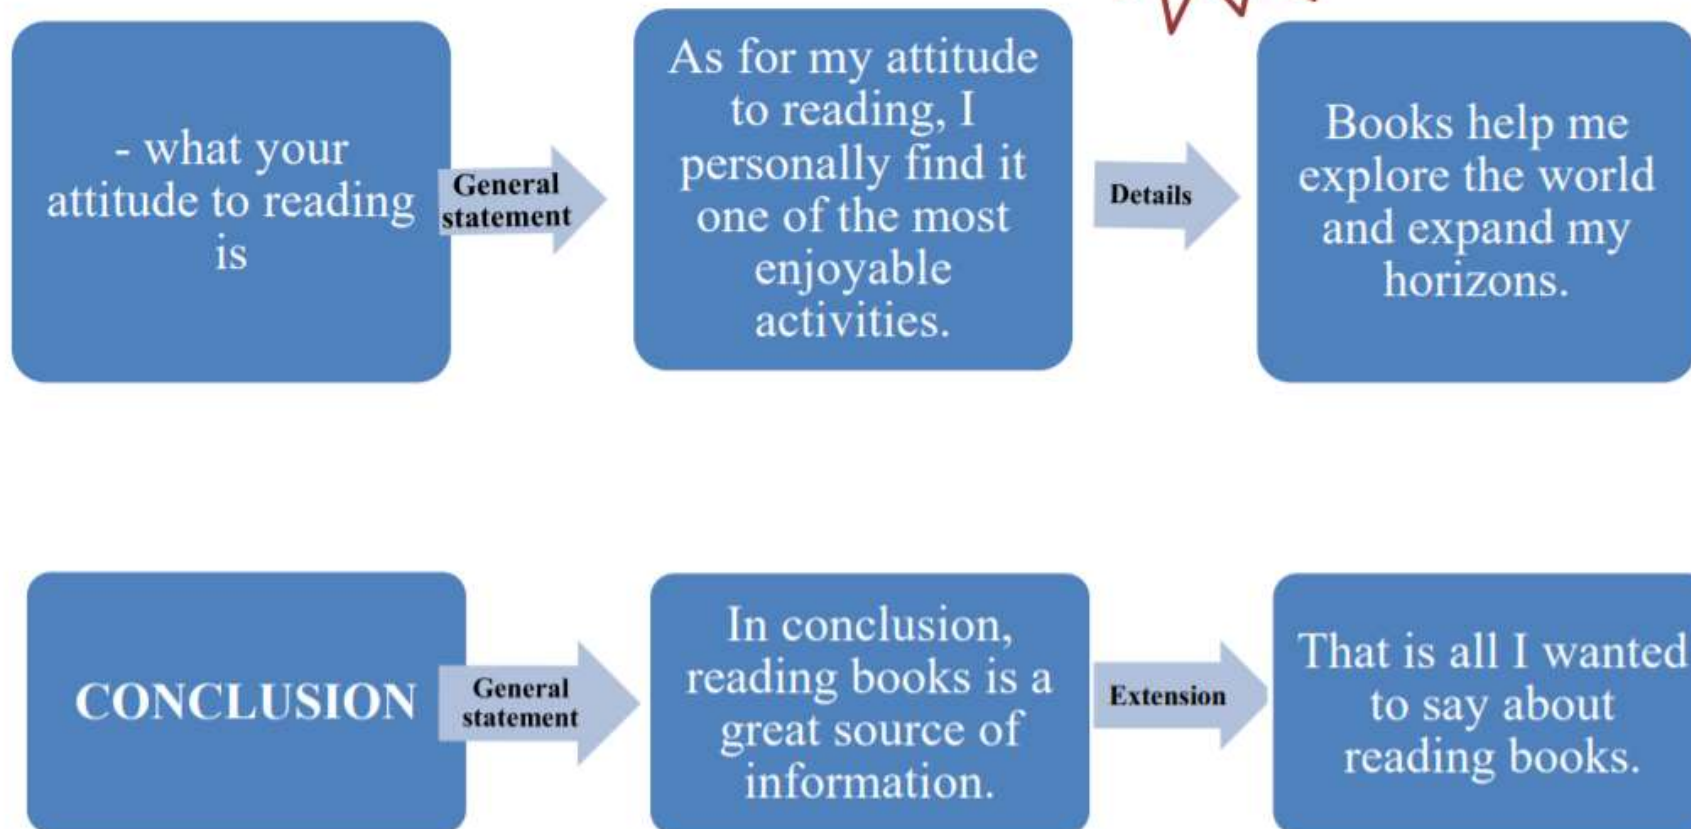 - what your
attitude to reading
is
General
statement
As for my attitude
to reading, I
personally find it
one of the most
enjoyable
activities.
Details
Books help me
explore the world
and expand my
horizons.
CONCLUSION
General
statement
In conclusion,
reading books is a
great source of
information.
Extension
That is all I wanted
to say about
reading books.